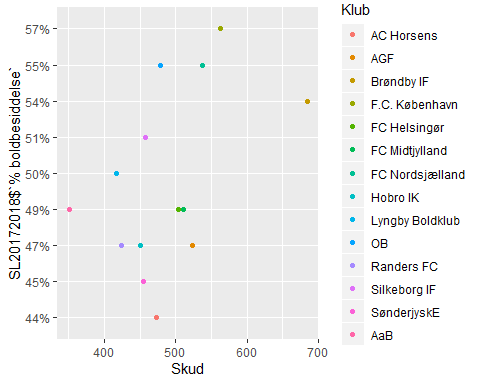 SL20172018$`% boldbesiddelse`
57%
55%
54%
51%
50%
49%
47%
45%
44%
400
500
600
700
Skud
Klub
AC Horsens
AGF
Brøndby IF
F.C. København
FC Helsingør
FC Midtjylland
FC Nordsjælland
Hobro IK
Lyngby Boldklub
OB
Randers FC
Silkeborg IF
SønderjyskE
AaB